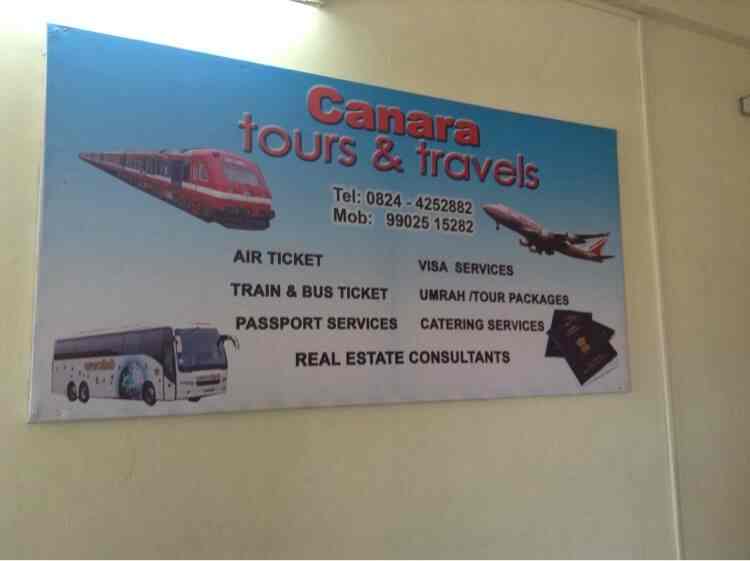 Canara
tours & travels
Tel: 0824 - 4252882
Mob: 99025 15282
AIR TICKET
VISA SERVICES
TRAIN & BUS TICKET
UMRAH /TOUR PACKAGES
PASSPORT SERVICES
CATERING SERVICES
REAL ESTATE CONSULTANTS